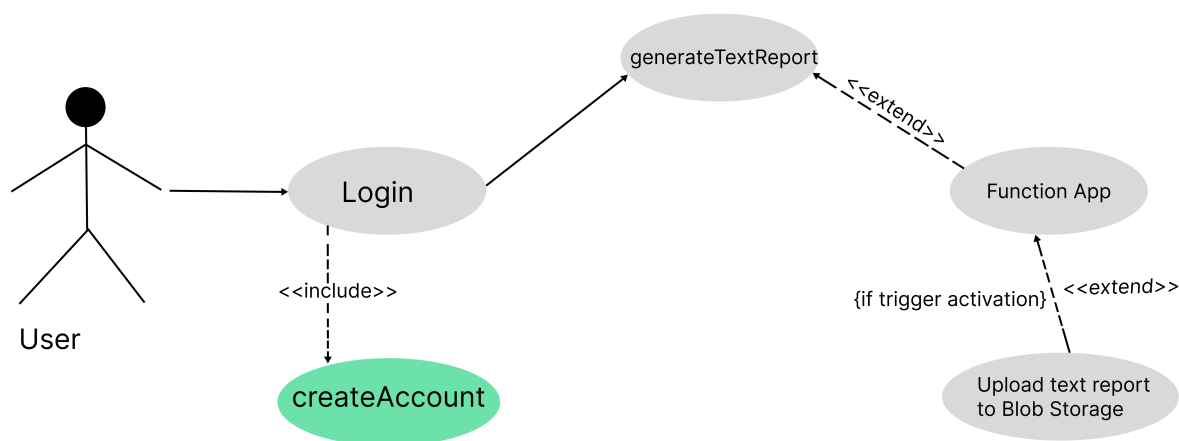 generateTextReport
<<extend>>
Login
Function App
<<include>>
{if trigger activation}
<<extend>>
User
createAccount
Upload text report
to Blob Storage